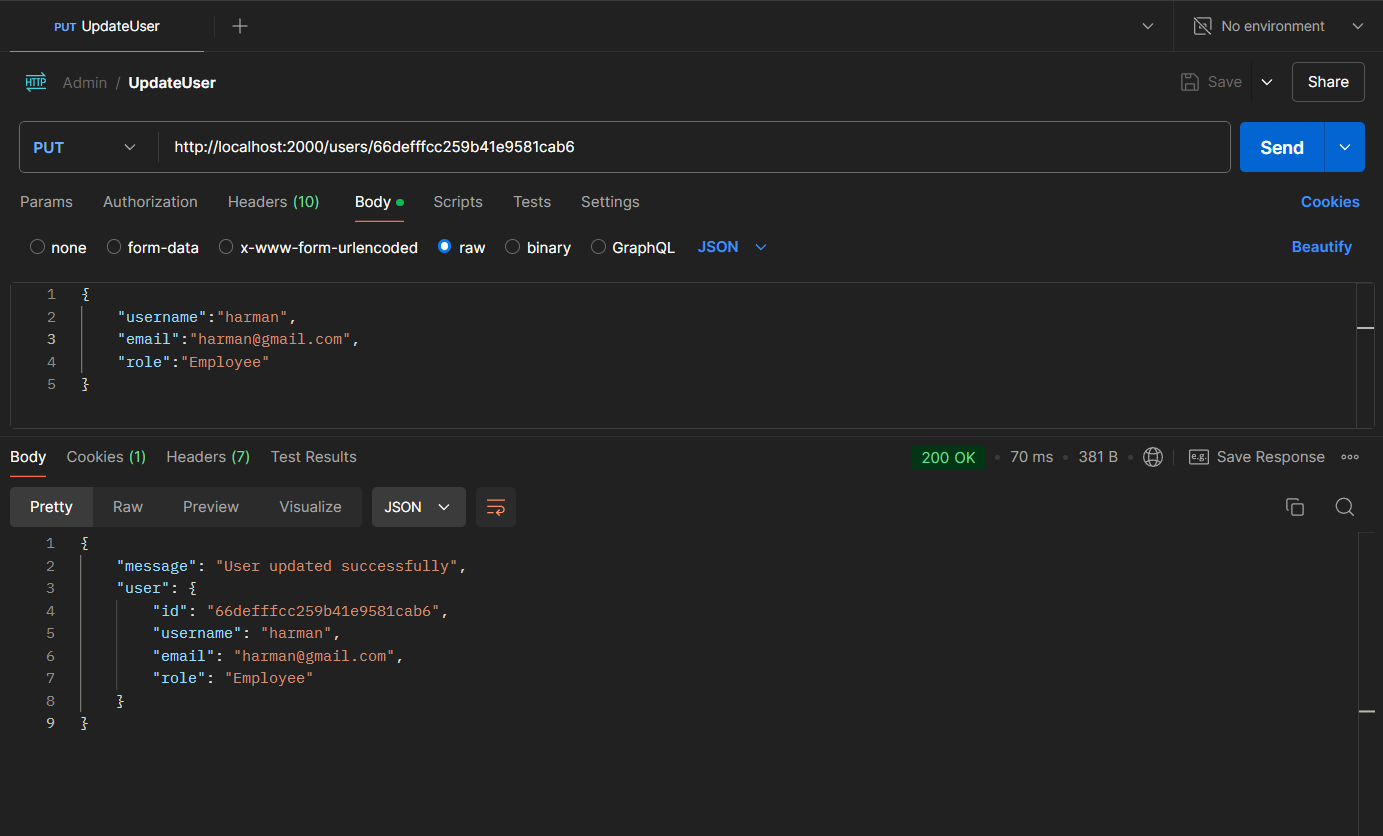 PUT UpdateUser
No environment
HTTP Admin / UpdateUser
Save
Share
PUT http://localhost:2000/users/66defffcc259b41e9581cab6
Send
Params Authorization Headers (10) Body Scripts Tests Settings Cookies
none form-data x-www-form-urlencoded raw binary GraphQL JSON Beautify
1 {
2 "username":"harman",
3 "email":"harman@gmail.com",
4 "role":"Employee"
5 }
Body Cookies (1) Headers (7) Test Results 200 OK • 70 ms • 381 B • e.g. Save Response
Pretty Raw Preview Visualize JSON
1 {
2 "message": "User updated successfully",
3 "user": {
4 "id": "66defffcc259b41e9581cab6",
5 "username": "harman",
6 "email": "harman@gmail.com",
7 "role": "Employee"
8 }
9 }